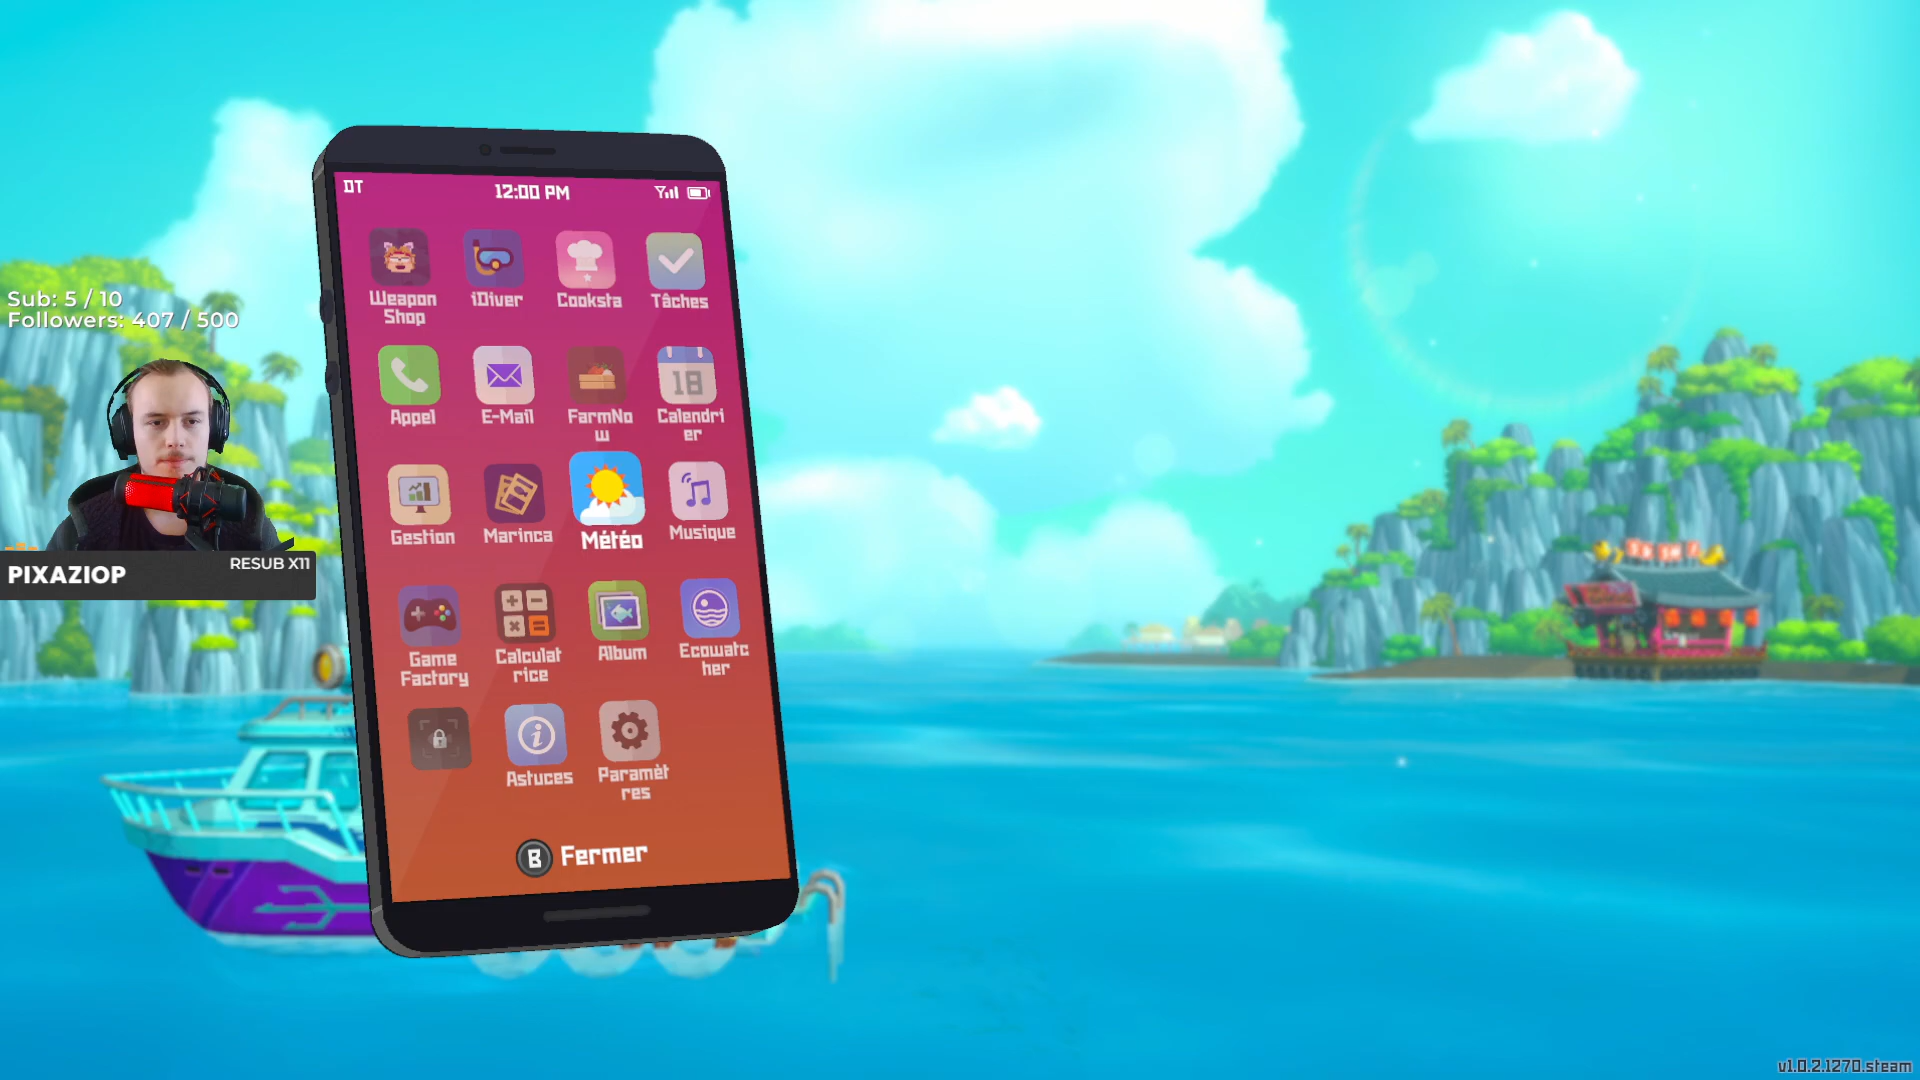 DT
12:00 PM
Weapon
Shop
iDiver
Cooksta
Tâches
Sub: 5 / 10
Followers: 407 / 500
Appel
E-Mail
FarmNo
w
18
Calendri
er
Gestion
Marinca
Météo
Musique
RESUB X11
PIXAZIOP
Game
Factory
Calculat
rice
Album
Ecowatc
her
Astuces
Paramèt
res
B Fermer
v1.0.2.1270.steam